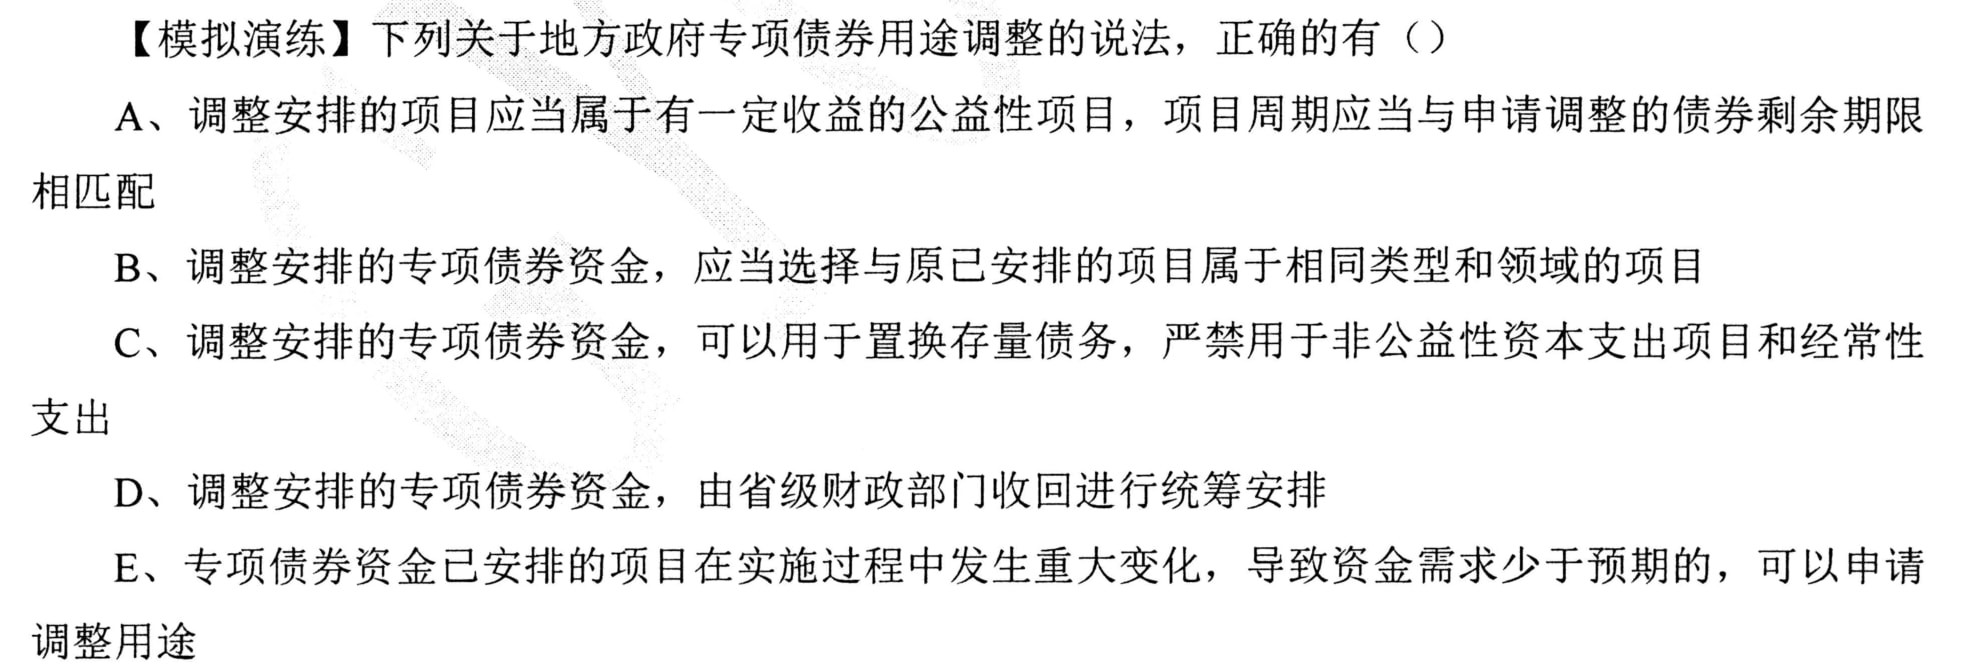 【模拟演练】下列关于地方政府专项债券用途调整的说法，正确的有（）
A、调整安排的项目应当属于有一定收益的公益性项目，项目周期应当与申请调整的债券剩余期限
相匹配
B、调整安排的专项债券资金，应当选择与原已安排的项目属于相同类型和领域的项目
C、调整安排的专项债券资金，可以用于置换存量债务，严禁用于非公益性资本支出项目和经常性
支出
D、调整安排的专项债券资金，由省级财政部门收回进行统筹安排
E、专项债券资金已安排的项目在实施过程中发生重大变化，导致资金需求少于预期的，可以申请
调整用途